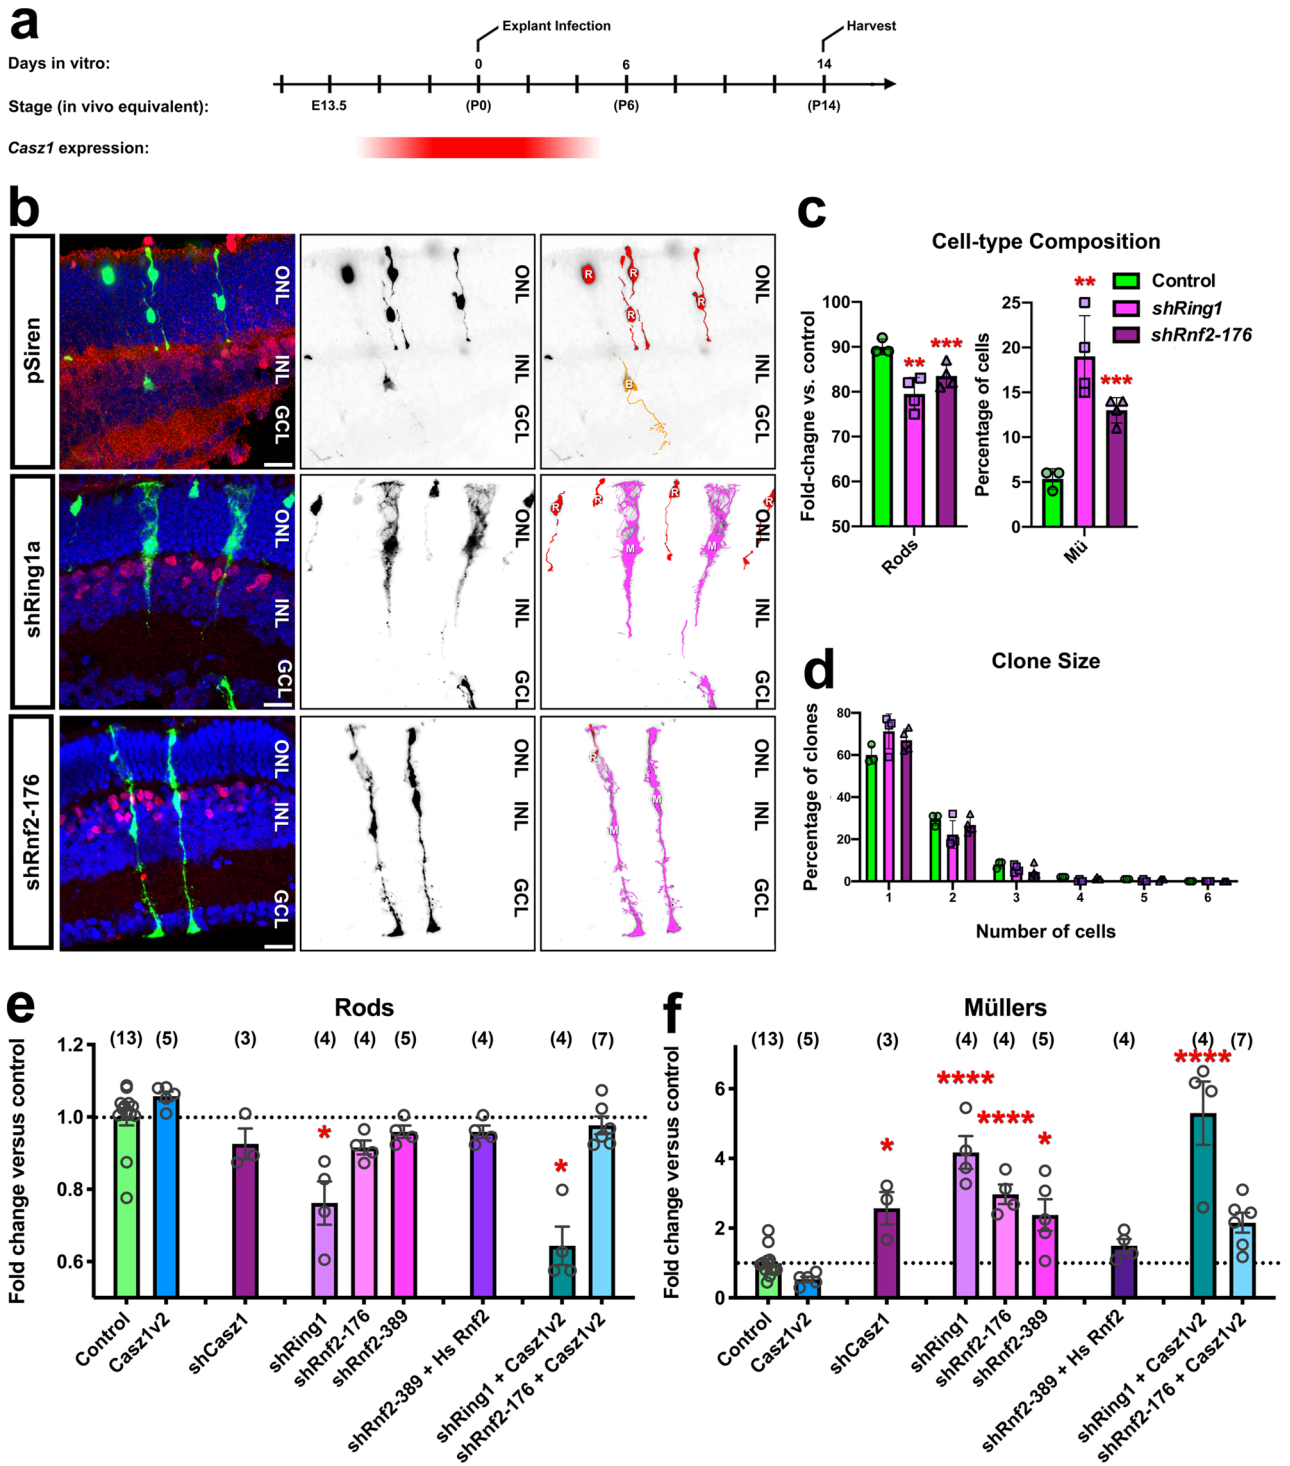 a
Explant Infection
Harvest
Days in vitro:
0
6
14
Stage (in vivo equivalent):
E13.5
(P0)
(P6)
(P14)
Casz1 expression:
b
pSiren
ONL
INL
GCL
ONL
INL
GCL
R
R
R
R
B
ONL
INL
GCL
shRing1a
ONL
INL
GCL
ONL
INL
GCL
R
R
R
R
M
M
ONL
INL
GCL
shRnf2-176
ONL
INL
GCL
ONL
INL
GCL
R
M
M
ONL
INL
GCL
c
Cell-type Composition
Control
shRing1
shRnf2-176
Fold-chagne vs. control
100
90
80
70
60
50
** ***
Rods
Percentage of cells
25
20
15
10
5
0
** ***
Mü
d
Clone Size
Percentage of clones
80
60
40
20
0
1 2 3 4 5 6
Number of cells
e
Rods
(13) (5) (3) (4) (4) (5) (4) (4) (7)
Fold change versus control
1.2
1.0
0.8
0.6
* *
Control
Casz1v2
shCasz1
shRing1
shRnf2-176
shRnf2-389
shRnf2-389 + Hs Rnf2
shRing1 + Casz1v2
shRnf2-176 + Casz1v2
f
Müllers
(13) (5) (3) (4) (4) (5) (4) (4) (7)
Fold change versus control
6
4
2
0
* **** **** * ****
Control
Casz1v2
shCasz1
shRing1
shRnf2-176
shRnf2-389
shRnf2-389 + Hs Rnf2
shRing1 + Casz1v2
shRnf2-176 + Casz1v2